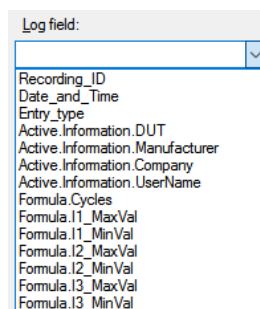 Log field:
Recording_ID
Date_and_Time
Entry_type
Active.Information.DUT
Active.Information.Manufacturer
Active.Information.Company
Active.Information.UserName
Formula.Cycles
Formula.I1_MaxVal
Formula.I1_MinVal
Formula.I2_MaxVal
Formula.I2_MinVal
Formula.I3_MaxVal
Formula.I3_MinVal